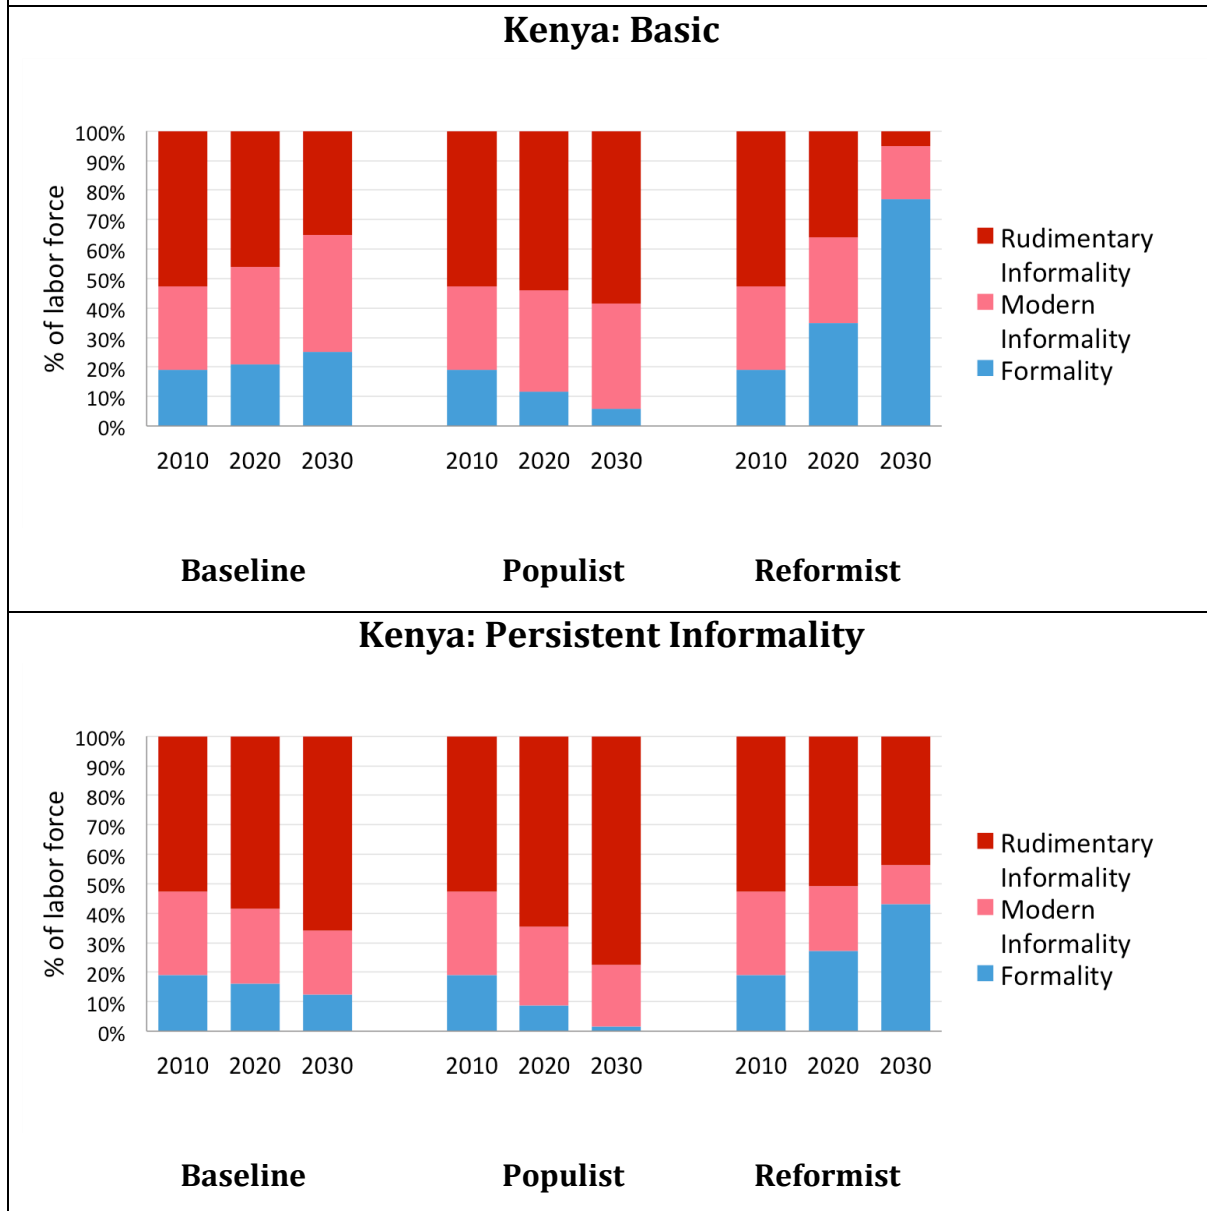 Kenya: Basic
100%
90%
80%
70%
60%
50%
40%
30%
20%
10%
0%
% of labor force
2010 2020 2030
2010 2020 2030
2010 2020 2030
Rudimentary
Informality
Modern
Informality
Formality
Baseline
Populist
Reformist
Kenya: Persistent Informality
100%
90%
80%
70%
60%
50%
40%
30%
20%
10%
0%
% of labor force
2010 2020 2030
2010 2020 2030
2010 2020 2030
Rudimentary
Informality
Modern
Informality
Formality
Baseline
Populist
Reformist